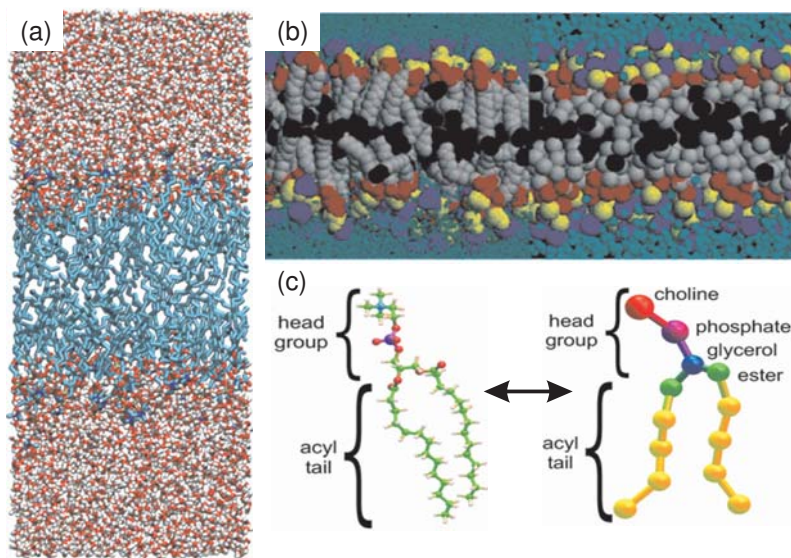 (a)
(b)
(c)
head
group
acyl
tail
head
group
choline
phosphate
glycerol
ester
acyl
tail